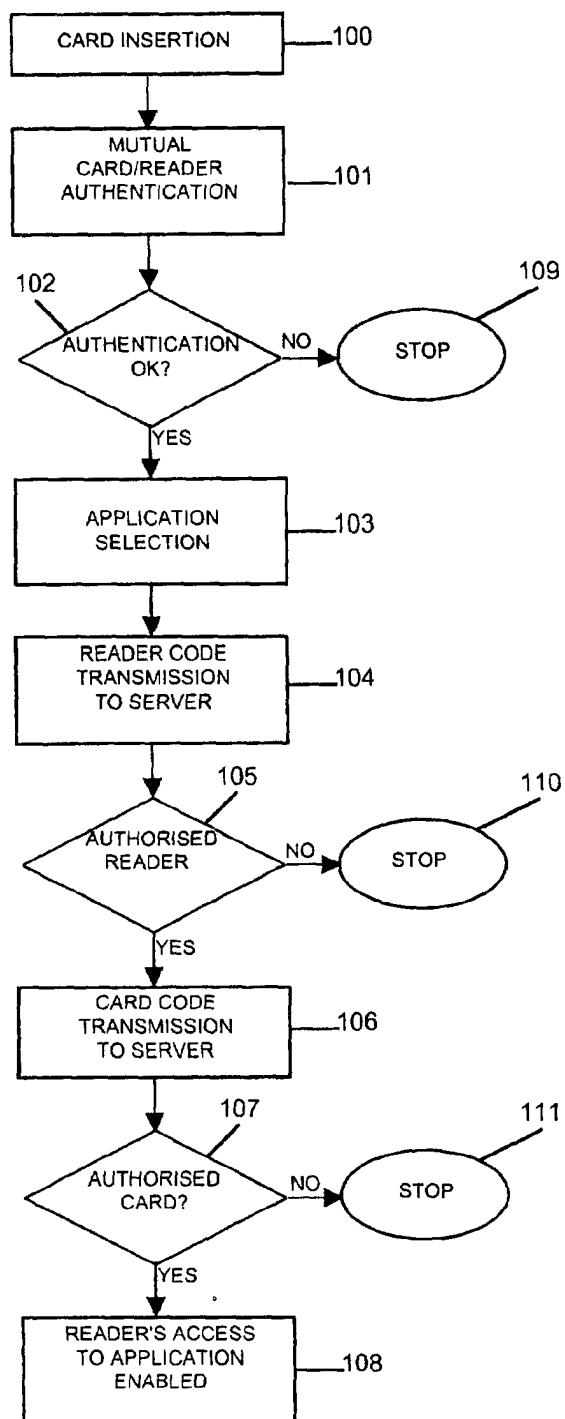 CARD INSERTION
100
MUTUAL
CARD/READER
AUTHENTICATION
101
102
109
AUTHENTICATION
OK?
NO
STOP
YES
APPLICATION
SELECTION
103
READER CODE
TRANSMISSION
TO SERVER
104
105
110
AUTHORISED
READER
NO
STOP
YES
CARD CODE
TRANSMISSION
TO SERVER
106
107
111
AUTHORISED
CARD?
NO
STOP
YES
READER'S ACCESS
TO APPLICATION
ENABLED
108